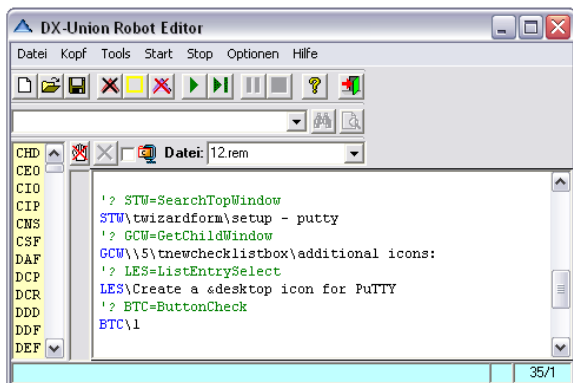 DX-Union Robot Editor
Datei Kopf Tools Start Stop Optionen Hilfe
Datei: 12.rem
CHD
CEO
CIO
CIP
CNS
CSF
DAF
DCP
DCR
DDD
DDF
DEF
'? STW=SearchTopWindow
STW\twizardform\setup - putty
'? GCW=GetChildWindow
GCW\\5\tnewchecklistbox\additional icons:
'? LES=ListEntrySelect
LES\Create a &desktop icon for PuTTY
'? BTC=ButtonCheck
BTC\1
35/1